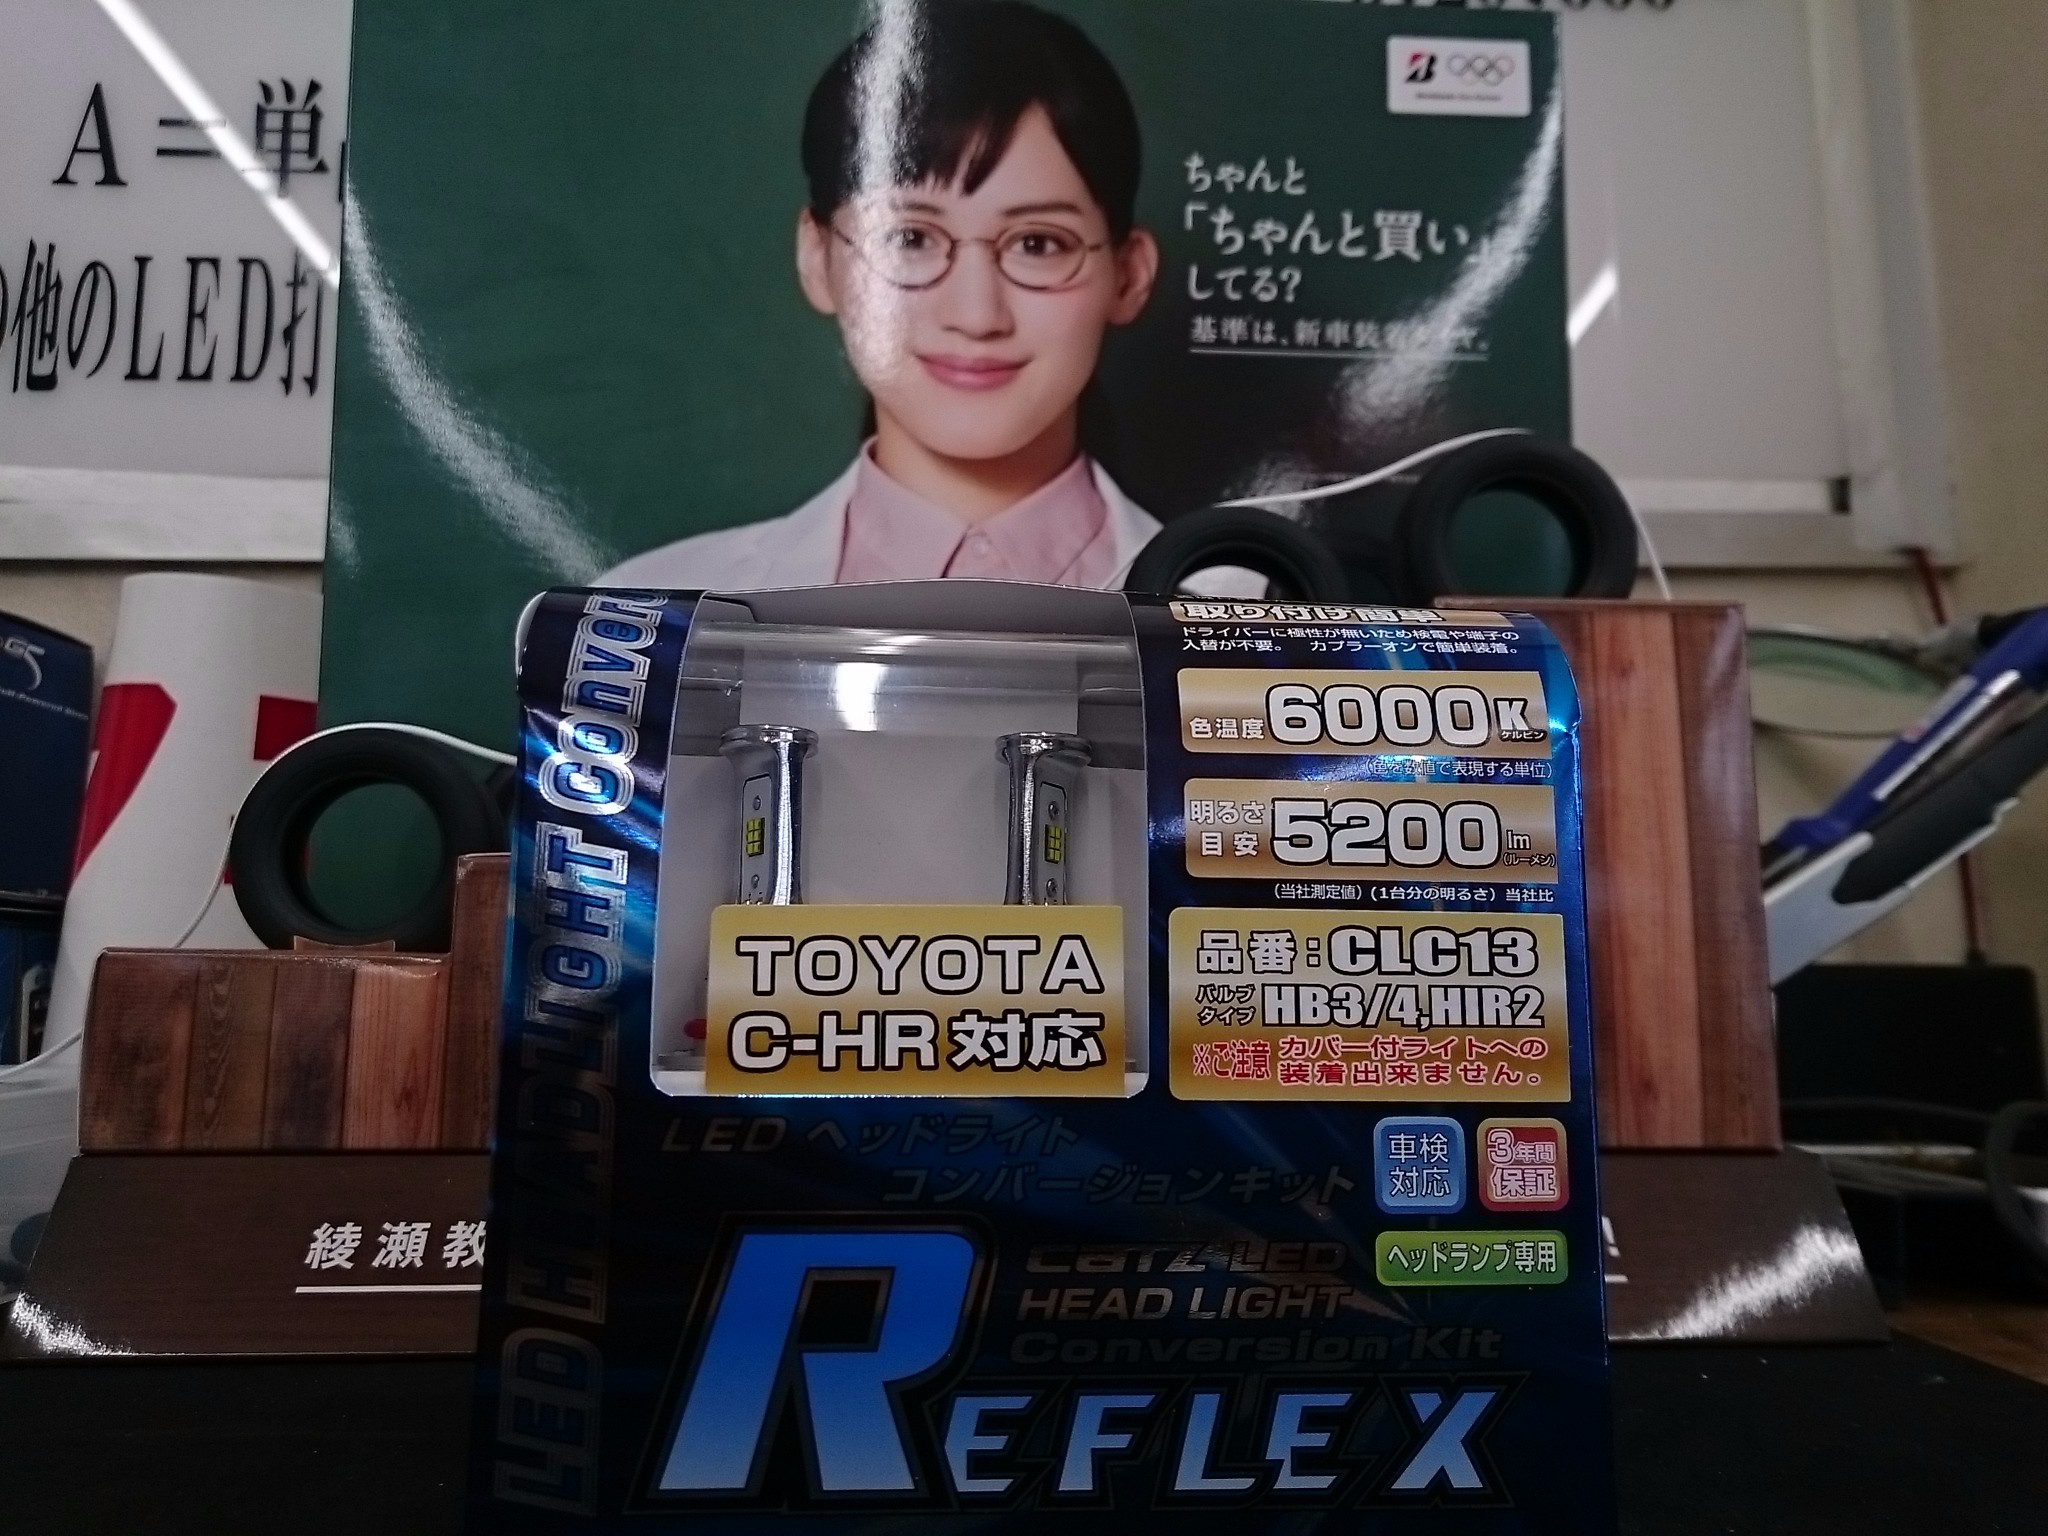 A=単
他のLED打
ちゃんと
「ちゃんと買い」
してる?
基準は、新車装着
G5
綾瀬教
LED HEADLIGHT Conver
取り付け簡単
ドライバーに極性が無いため検電や端子の
入替が不要。 カプラーオンで簡単装着。
色温度 6000K
ケルビン
(色を数値で表現する単位)
明るさ
目安 5200lm
(ルーメン)
(当社測定値)(1台分の明るさ)当社比
TOYOTA
C-HR対応
品番:CLC13
バルブ
タイプ HB3/4,HIR2
※ご注意 カバー付ライトへの
装着出来ません。
LED ヘッドライト
コンバージョンキット
車検
対応
3年間
保証
ヘッドランプ専用
CaTZ LED
HEAD LIGHT
Conversion Kit
REFLEX